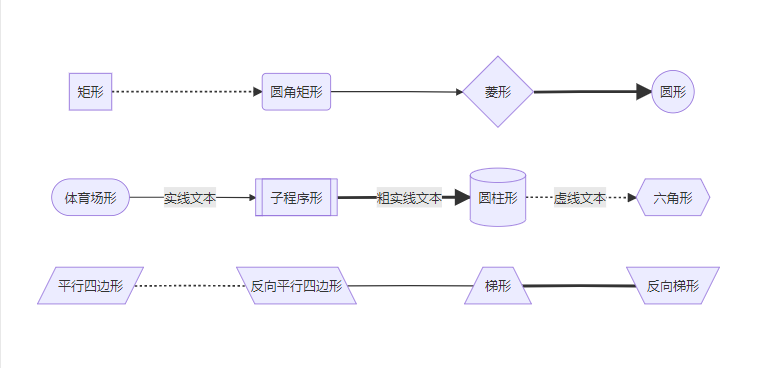 矩形
圆角矩形
菱形
圆形
体育场形
实线文本
子程序形
粗实线文本
圆柱形
虚线文本
六角形
平行四边形
反向平行四边形
梯形
反向梯形